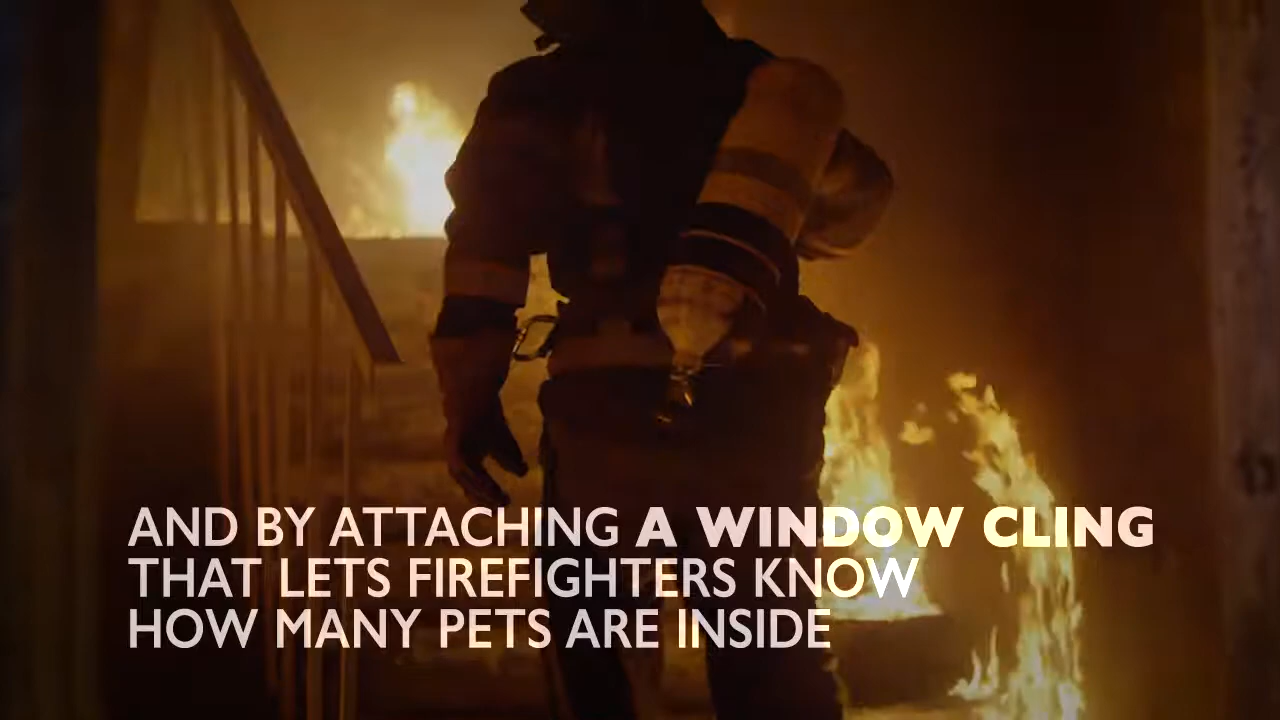 AND BY ATTACHING A WINDOW CLING
THAT LETS FIREFIGHTERS KNOW
HOW MANY PETS ARE INSIDE